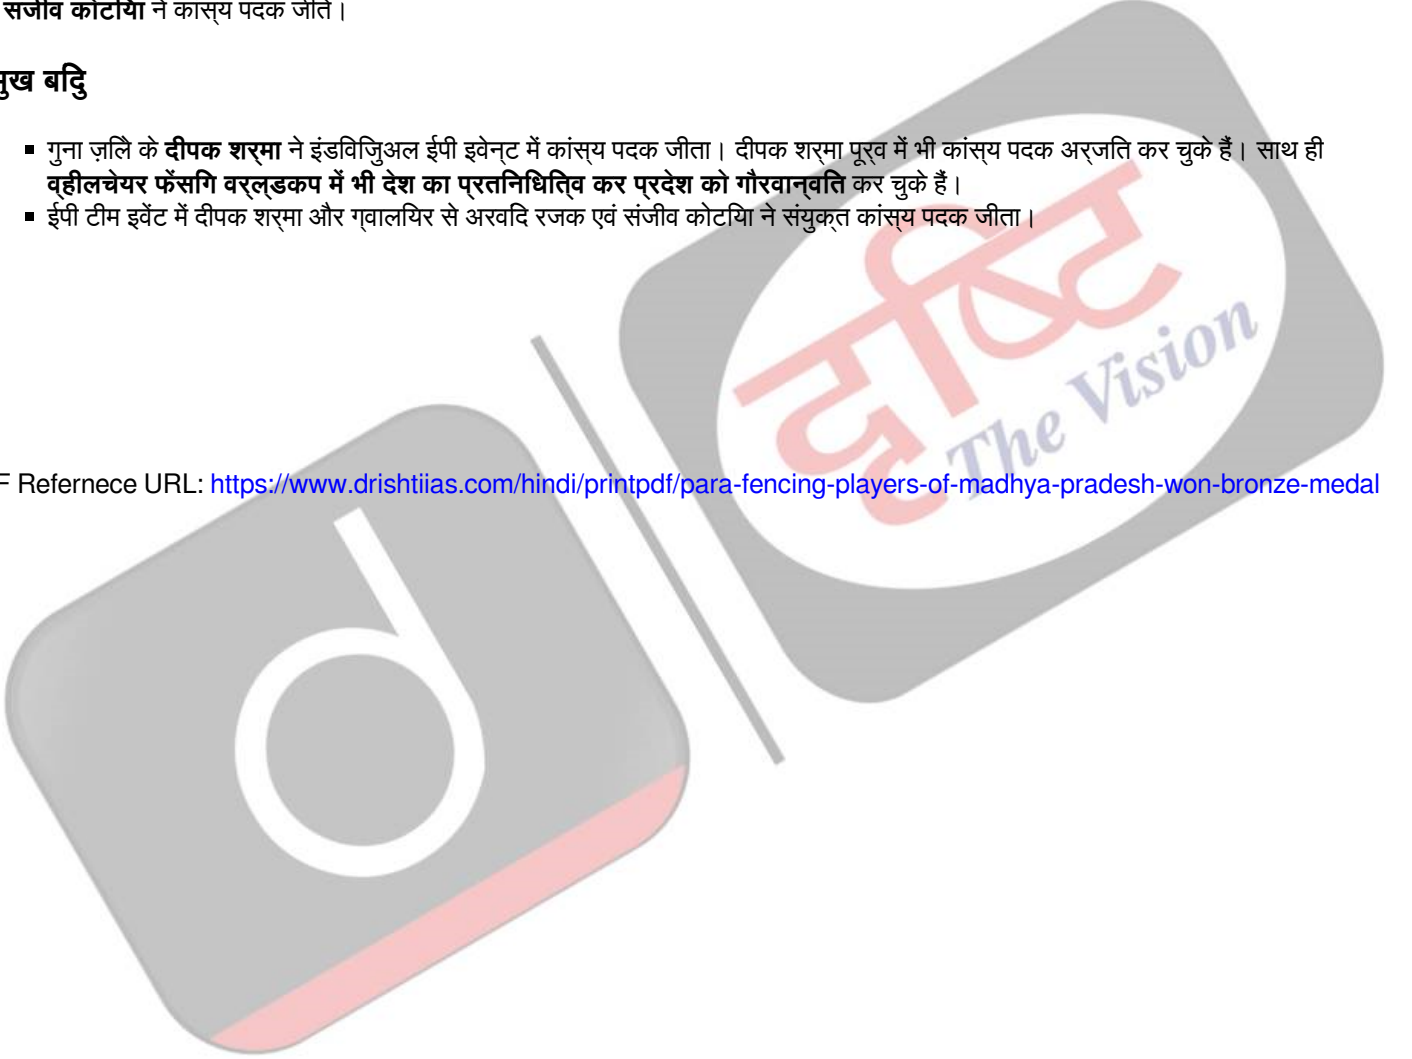 संजीव कोटिया ने कांस्य पदक जीते।
मुख बिंदु
▪ गुना ज़िले के दीपक शर्मा ने इंडविजुअल ईपी इवेन्ट में कांस्य पदक जीता। दीपक शर्मा पूर्व में भी कांस्य पदक अर्जित कर चुके हैं। साथ ही
व्हीलचेयर फेंसिंग वर्ल्डकप में भी देश का प्रतिनिधित्व कर प्रदेश को गौरवान्वित कर चुके हैं।
▪ ईपी टीम इवेंट में दीपक शर्मा और ग्वालियर से अरविंद रजक एवं संजीव कोटिया ने संयुक्त कांस्य पदक जीता।
दृष्टि
The Vision
F Refernece URL: https://www.drishtiias.com/hindi/printpdf/para-fencing-players-of-madhya-pradesh-won-bronze-medal
d